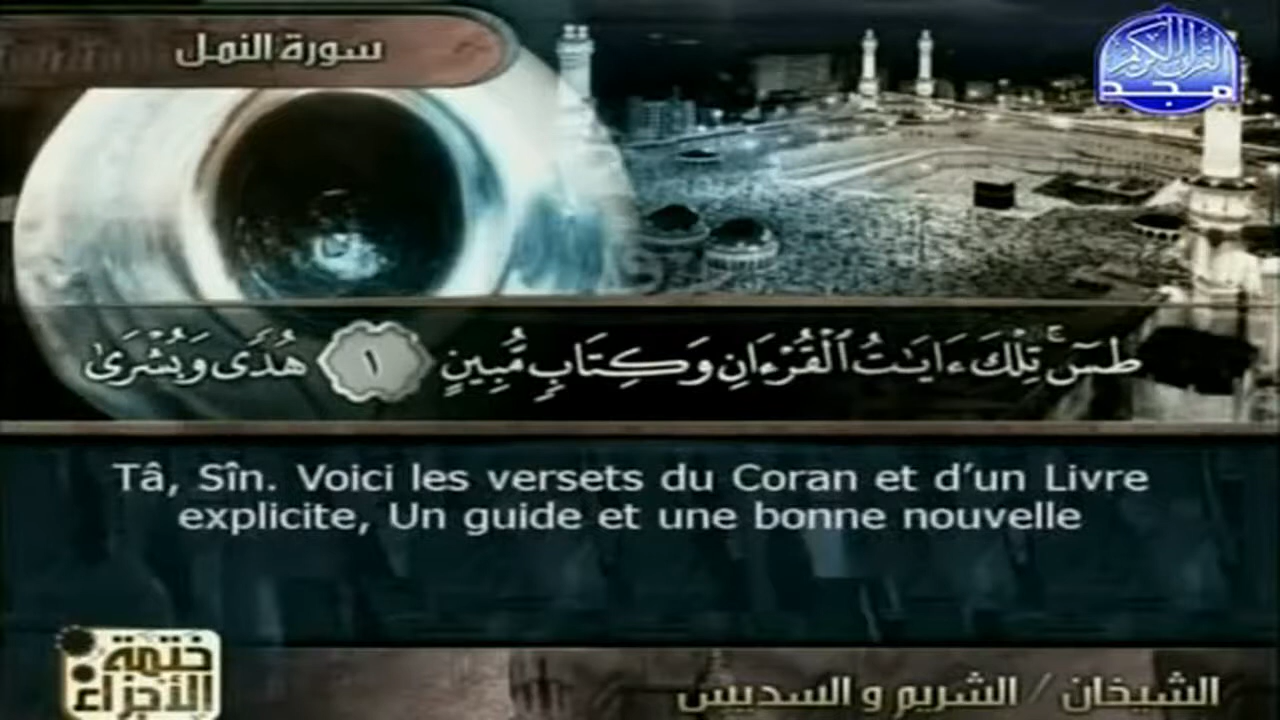 سورة النمل
القرآن الكريم
مجد
طسٓ ۚ تِلْكَ ءَايَـٰتُ ٱلْقُرْءَانِ وَكِتَابٍ مُّبِينٍ ١ هُدًى وَبُشْرَىٰ
Tâ, Sîn. Voici les versets du Coran et d’un Livre
explicite, Un guide et une bonne nouvelle
ختمة
الأجزاء
الشيخان / الشريم و السديس